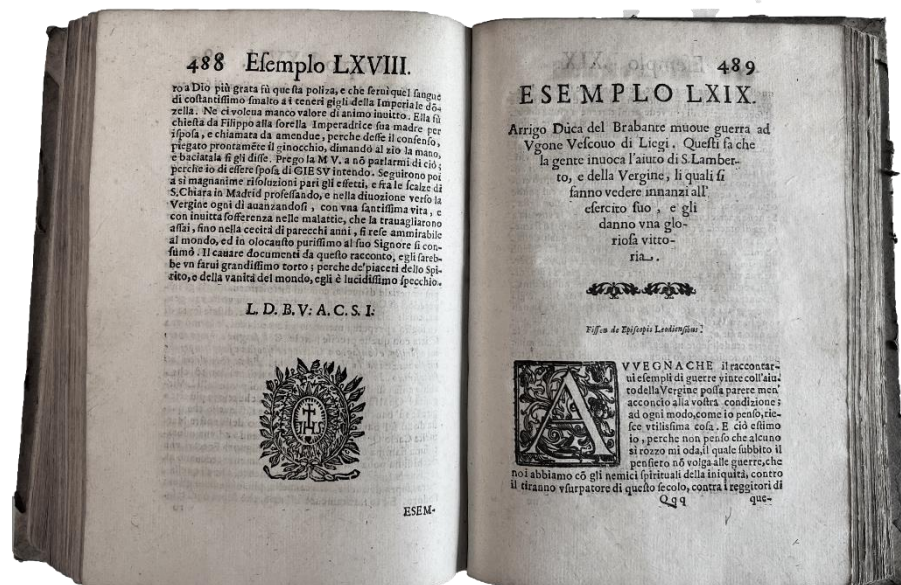 488 Eſemplo LXVIII.
ro a Dio più grata fù queſta poliza, e che ſeruì quel ſangue
di coſtantiſſimo ſmalto a i teneri gigli della Imperiale dō-
zella. Ne ci voleua manco valore di animo inuitto. Ella fù
chieſta da Filippo alla ſorella Imperadrice ſua madre per
iſpoſa, e chiamata da amendue, perche deſſe il conſenſo,
piegato prontamēte il ginocchio, dimandò al zio la mano,
e baciatala ſi gli diſſe. Prego la M V. a nō parlarmi di ciò;
perche io di eſſere ſpoſa di GIESV intendo. Seguirono poi
a sì magnanime riſoluzioni pari gli effetti, e fra le ſcalze di
S. Chiara in Madrid profeſſando, e nella diuozione verſo la
Vergine ogni dì auanzandoſi, con vna ſantiſſima vita, e
con inuitta ſofferenza nelle malattie, che la trauagliarono
aſſai, ſino nella cecità di parecchi anni, ſi reſe ammirabile
al mondo, ed in olocauſto puriſſimo al ſuo Signore ſi con-
ſumò. Il cauare documenti da queſto racconto, egli ſareb-
be vn farui grandiſſimo torto; perche de'piaceri dello Spi-
rito, e della vanità del mondo, egli è lucidiſſimo ſpecchio.
L. D. B. V. A. C. S. I.
IHS
ESEM-
489
ESEMPLO LXIX.
Arrigo Duca del Brabante muoue guerra ad
Vgone Veſcouo di Liegi. Queſti fa che
la gente inuoca l'aiuto di S. Lamber-
to, e della Vergine, li quali ſi
fanno vedere innanzi all'
eſercito ſuo, e gli
danno vna glo-
rioſa vitto-
ria.
Fiſen de Epiſcopis Leodienſibus.
AVVEGNACHE il raccontar-
ui eſempli di guerre vinte coll'aiu-
to della Vergine poſſa parere men'
acconcio alla voſtra condizione;
ad ogni modo, come io penſo, rie-
ſce vtiliſſima coſa. E ciò eſtimo
io, perche non penſo che alcuno
sì rozzo mi oda, il quale ſubbito il
penſiero nō volga alle guerre, che
noi abbiamo cō gli nemici ſpirituali della iniquità, contro
il tiranno vſurpatore di queſto ſecolo, contra i reggitori di
Qqq que-